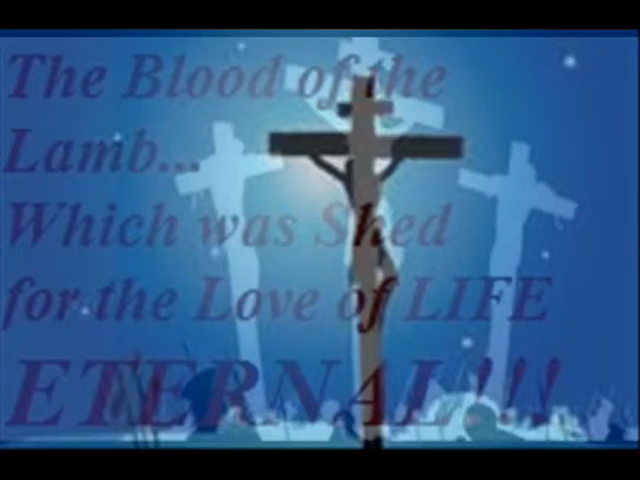 The Blood of the
Lamb...
Which was Shed
for the Love of LIFE
ETERNAL!!!